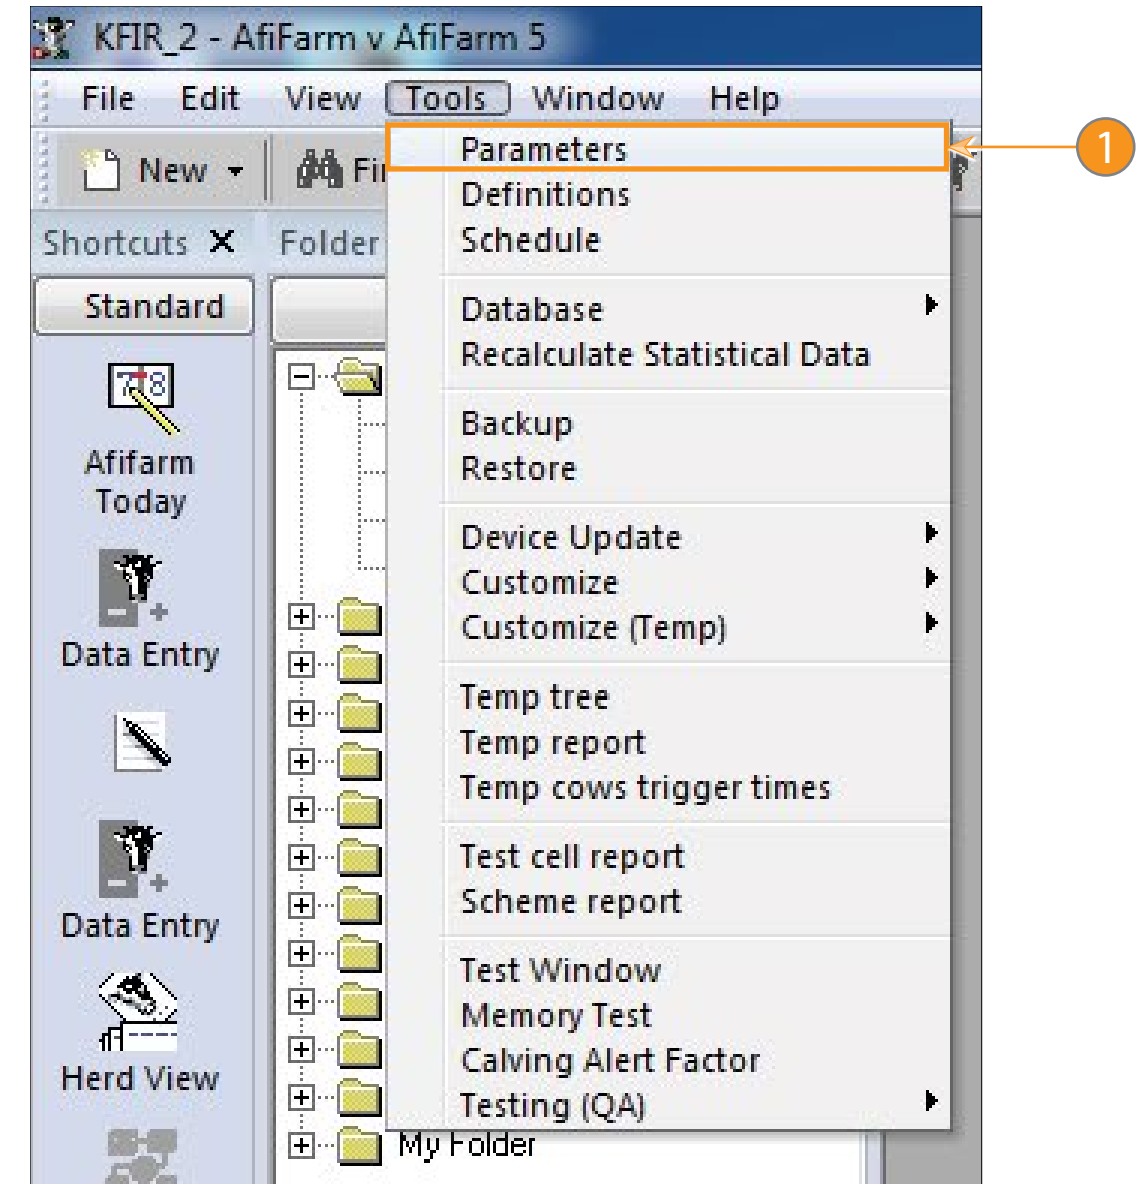 KFIR_2 - AfiFarm v AfiFarm 5
File Edit View Tools Window Help
New
Parameters
1
Definitions
Schedule
Shortcuts X Folder
Standard
Database
Recalculate Statistical Data
7 8
Backup
Restore
Afifarm
Today
Device Update
Customize
Customize (Temp)
Data Entry
Temp tree
Temp report
Temp cows trigger times
Test cell report
Scheme report
Data Entry
Test Window
Memory Test
Calving Alert Factor
Testing (QA)
Herd View
My Folder